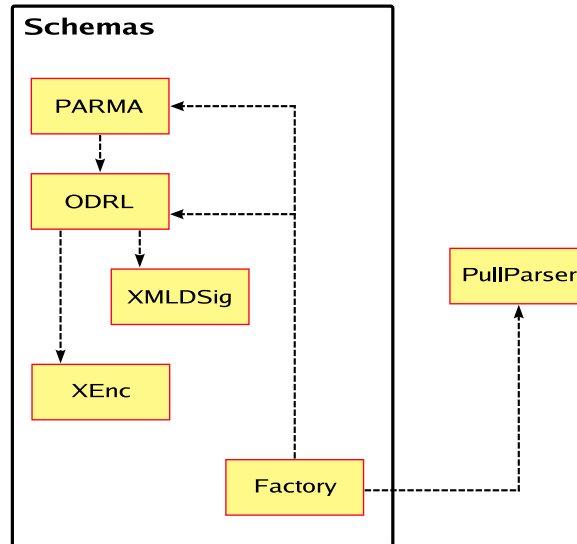 Schemas
PARMA
ODRL
XMLDSig
PullParser
XEnc
Factory